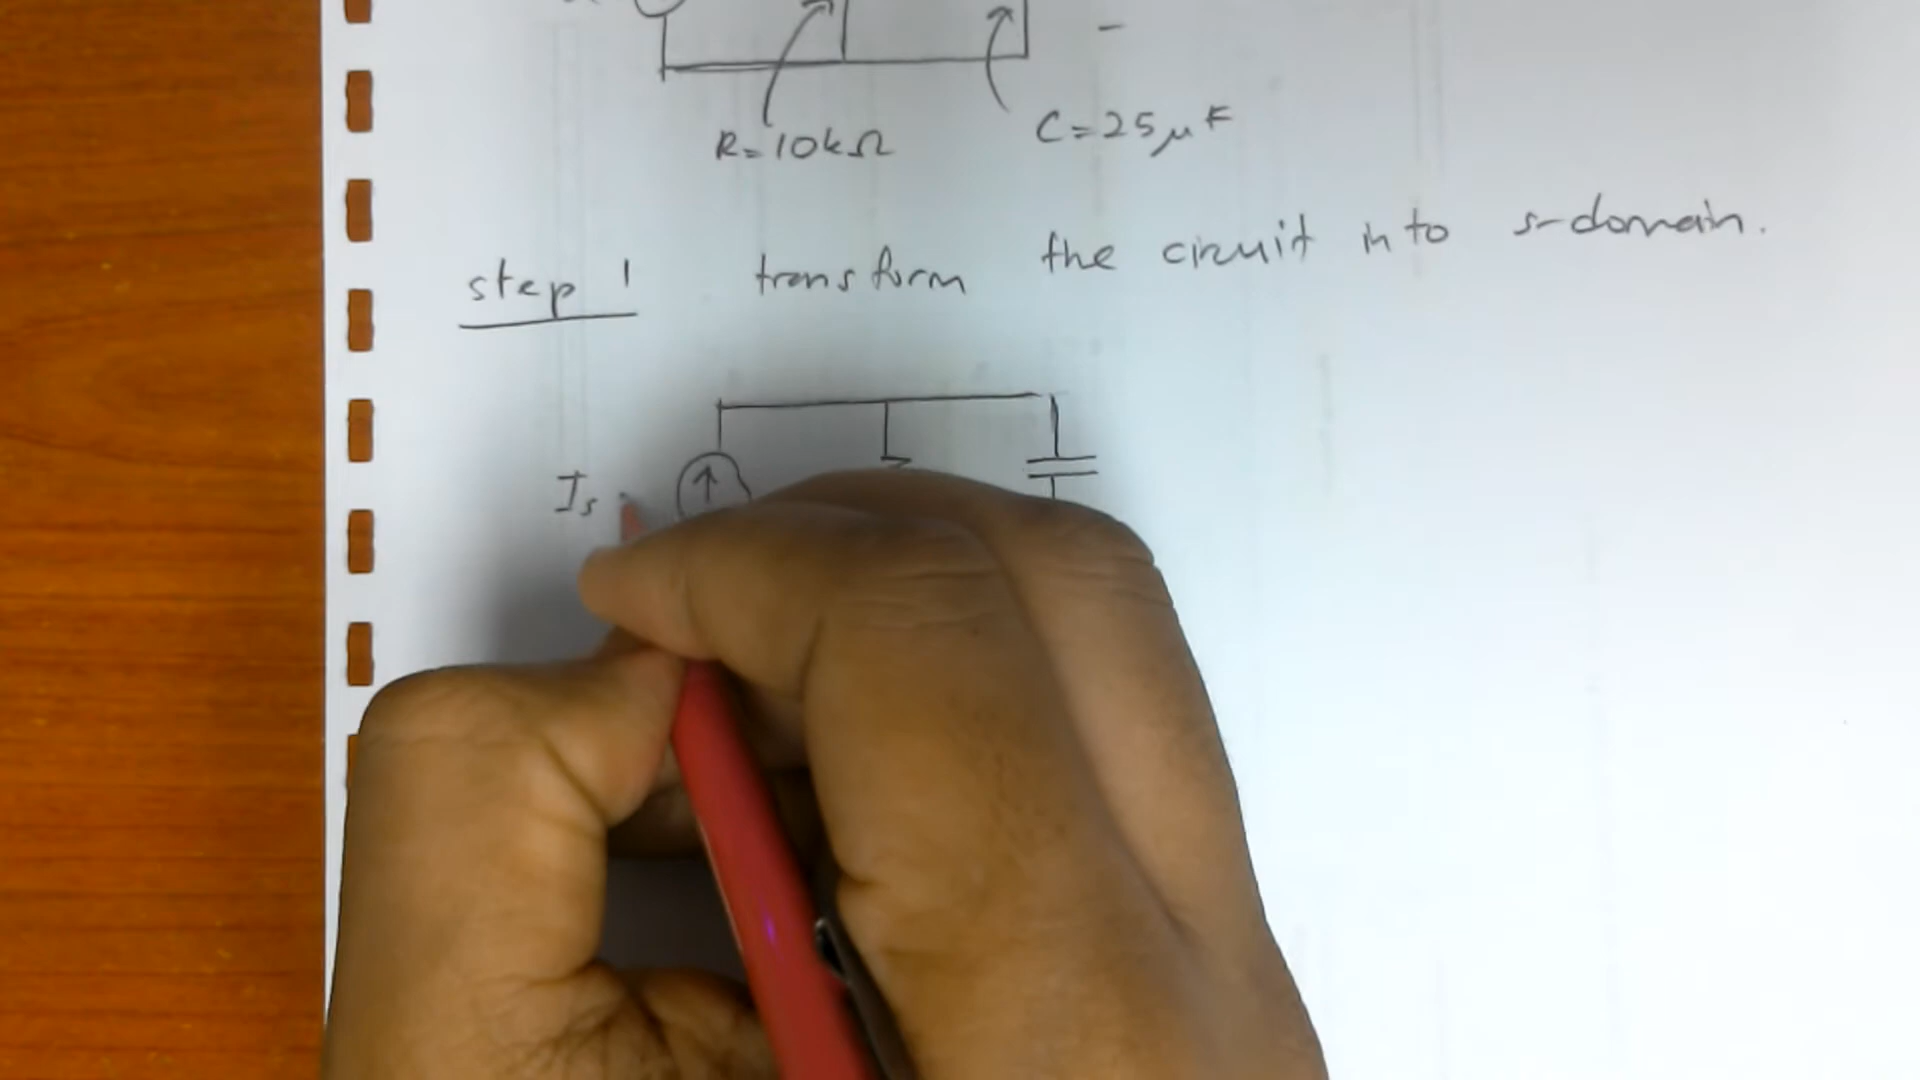 R=10kΩ
C=25μF
step 1 transform the circuit into s-domain.
Is